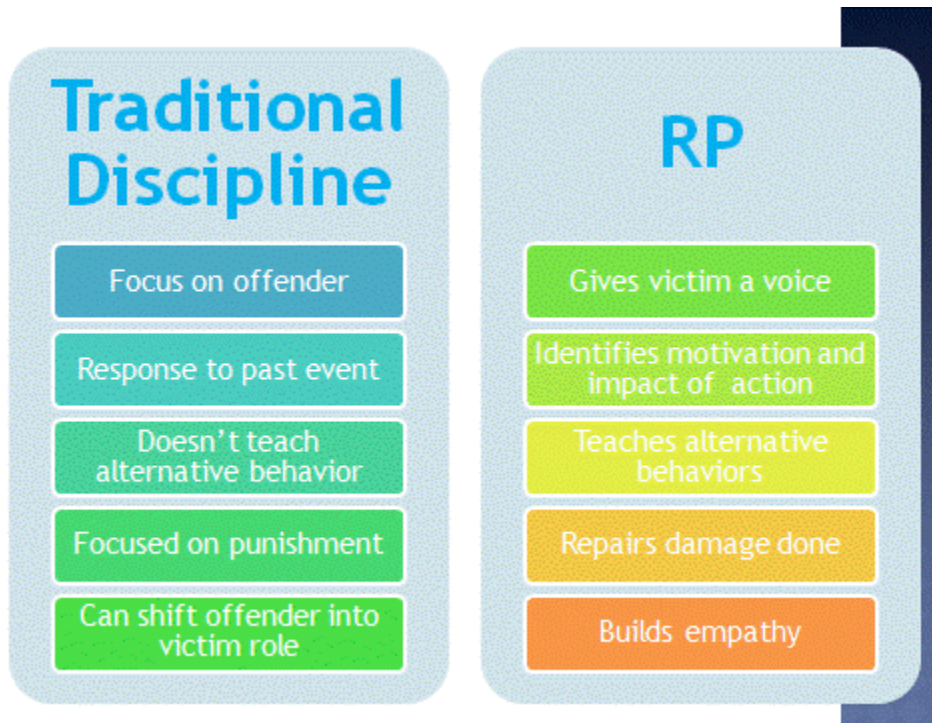 Traditional
Discipline
Focus on offender
Response to past event
Doesn’t teach
alternative behavior
Focused on punishment
Can shift offender into
victim role
RP
Gives victim a voice
Identifies motivation and
impact of action
Teaches alternative
behaviors
Repairs damage done
Builds empathy